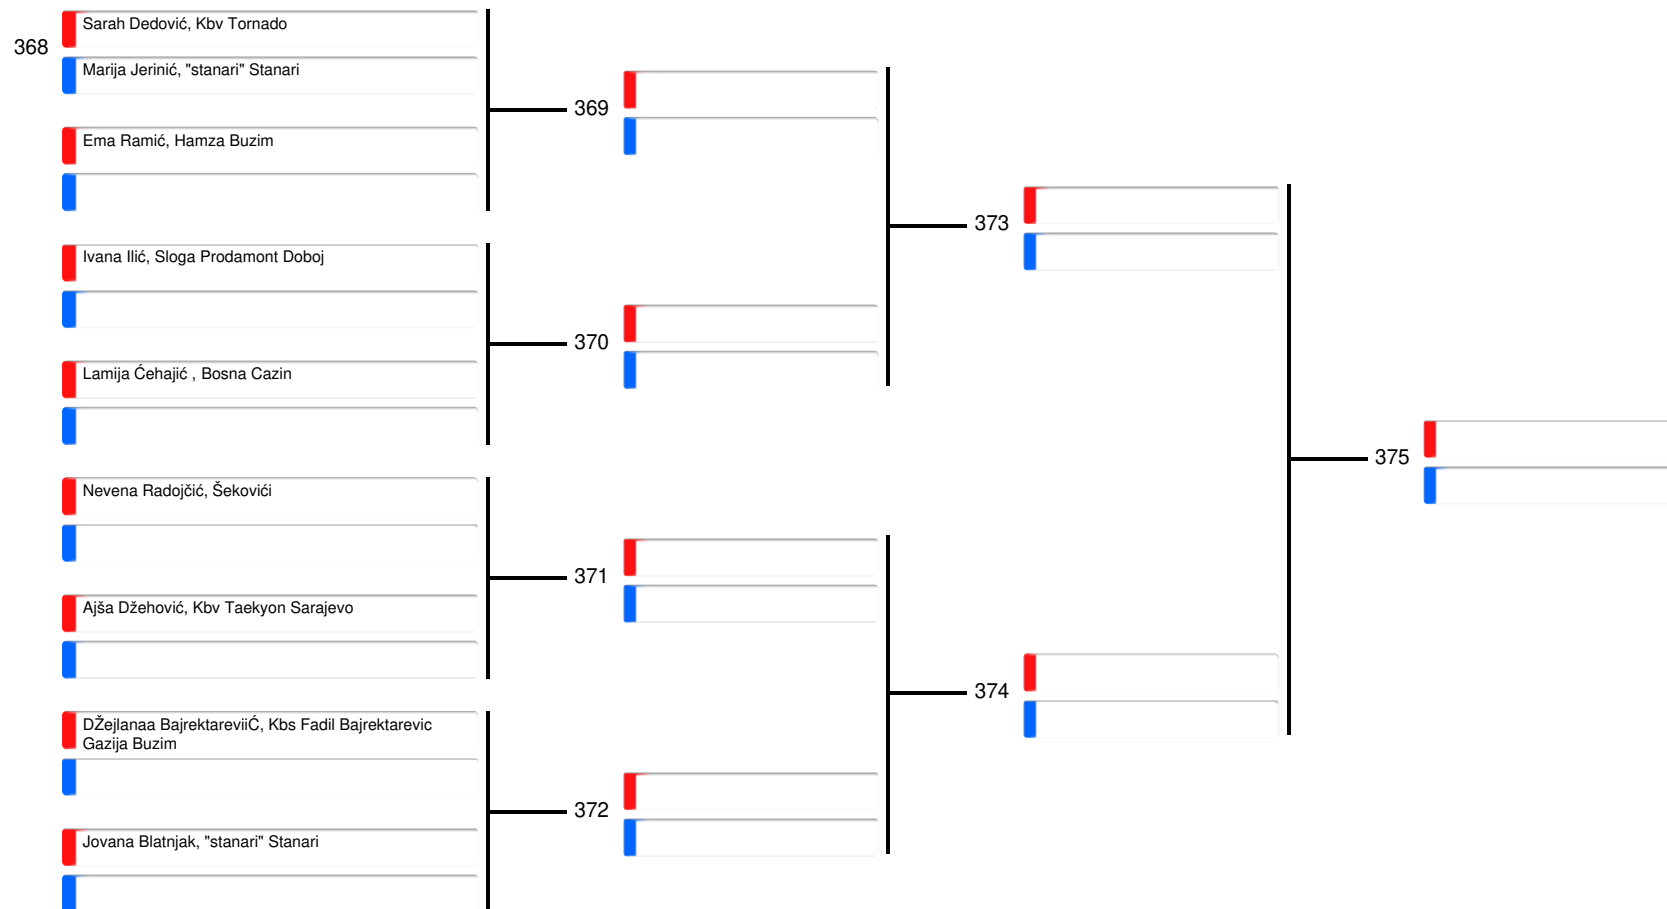 368
Sarah Dedović, Kbv Tornado
Marija Jerinić, "stanari" Stanari
369
Ema Ramić, Hamza Buzim
373
Ivana Ilić, Sloga Prodamont Doboj
370
Lamija Ćehajić , Bosna Cazin
375
Nevena Radojčić, Šekovići
371
Ajša Džehović, Kbv Taekyon Sarajevo
374
DŽejlanaa BajrektareviiĆ, Kbs Fadil Bajrektarevic
Gazija Buzim
372
Jovana Blatnjak, "stanari" Stanari